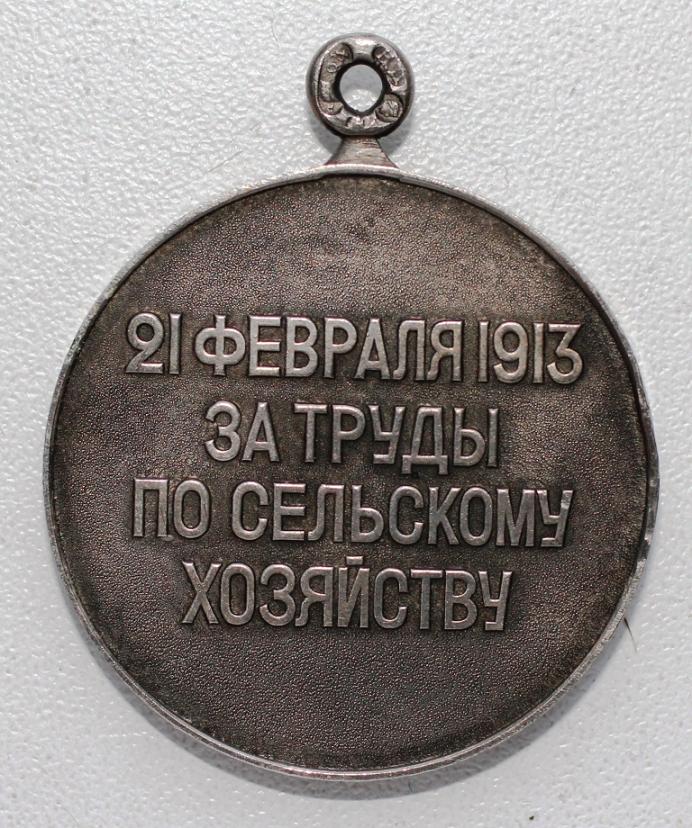 21 ФЕВРАЛЯ 1913
ЗА ТРУДЫ
ПО СЕЛЬСКОМУ
ХОЗЯЙСТВУ